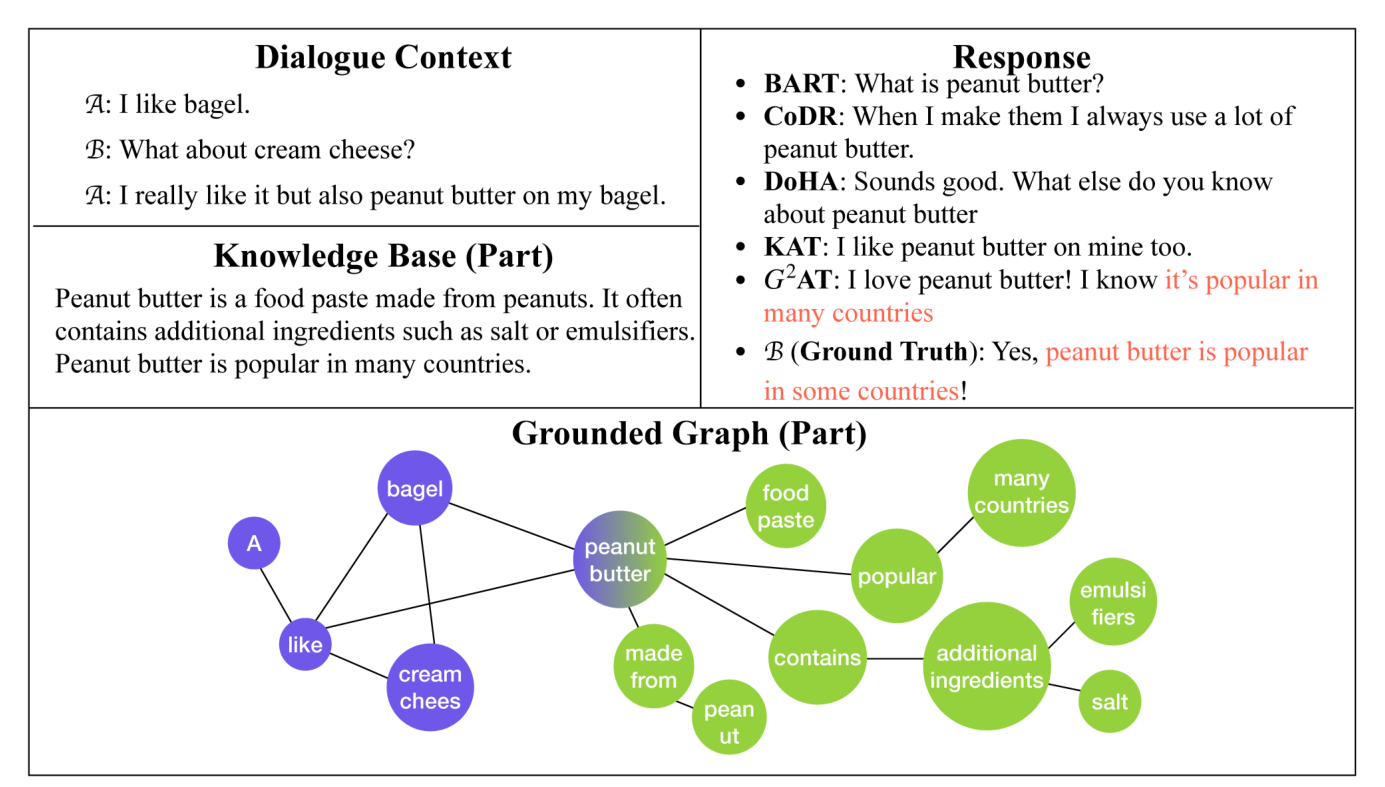 Dialogue Context
𝒜: I like bagel.
ℬ: What about cream cheese?
𝒜: I really like it but also peanut butter on my bagel.
Knowledge Base (Part)
Peanut butter is a food paste made from peanuts. It often
contains additional ingredients such as salt or emulsifiers.
Peanut butter is popular in many countries.
Response
• BART: What is peanut butter?
• CoDR: When I make them I always use a lot of
peanut butter.
• DoHA: Sounds good. What else do you know
about peanut butter
• KAT: I like peanut butter on mine too.
• G²AT: I love peanut butter! I know it's popular in
many countries
• ℬ (Ground Truth): Yes, peanut butter is popular
in some countries!
Grounded Graph (Part)
A
bagel
like
cream
chees
peanut
butter
food
paste
many
countries
popular
made
from
pean
ut
contains
additional
ingredients
emulsi
fiers
salt